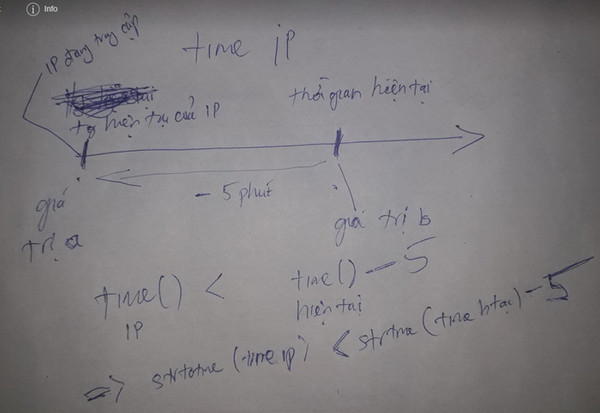 Info
time IP
IP đang truy cập
tg hiện tại của IP
thời gian hiện tại
- 5 phút
giá
trị a
giá trị b
time() < time() - 5
IP
hiện tại
=> strtotime (time ip) < strtime (time htại) - 5